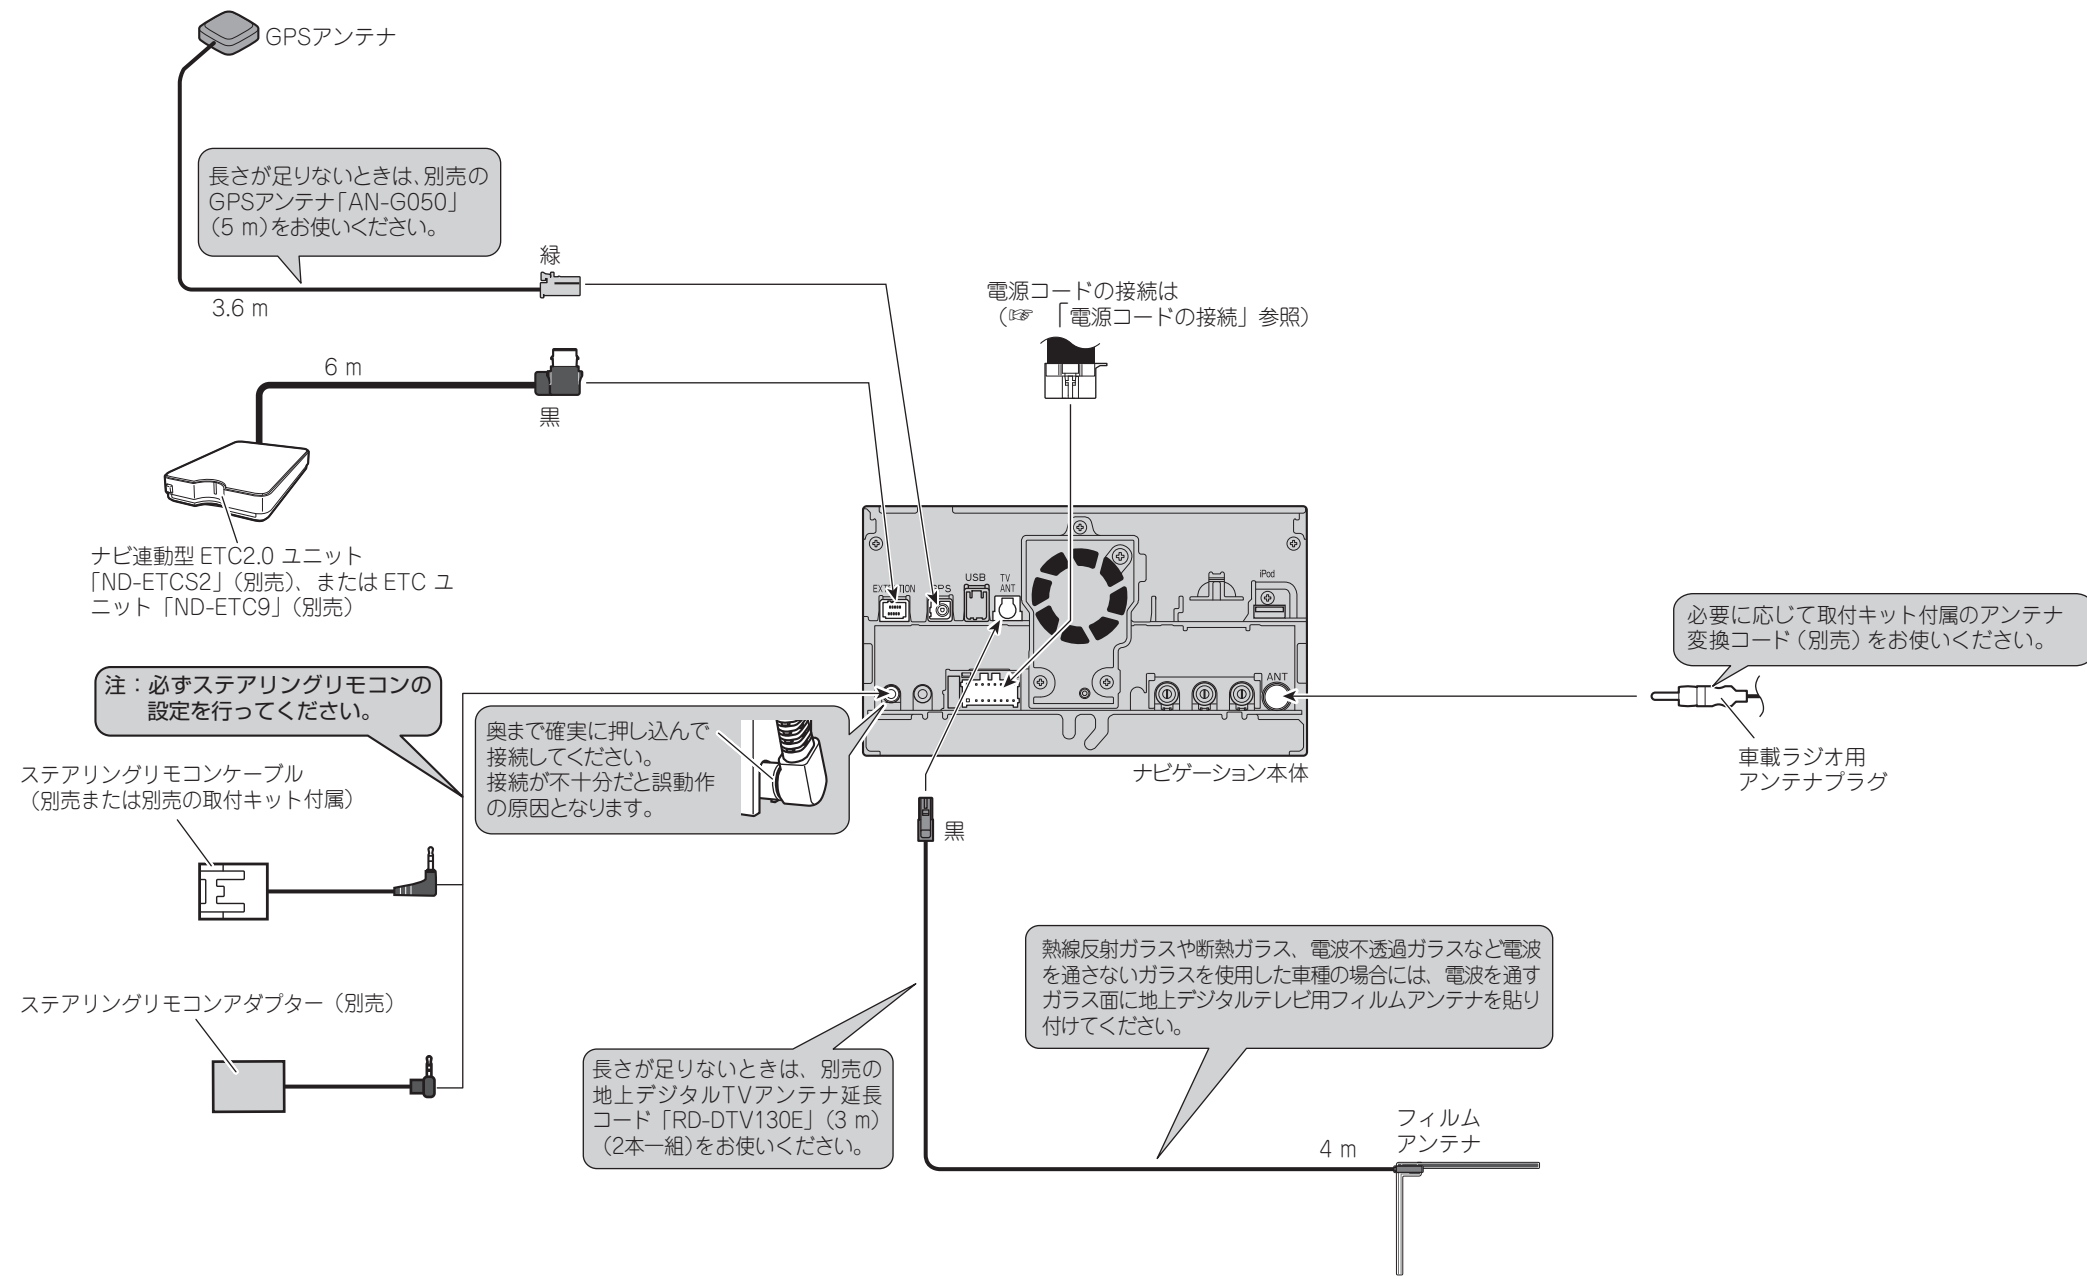 GPSアンテナ
長さが足りないときは、別売の
GPSアンテナ「AN-G050」
（5 m）をお使いください。
緑
3.6 m
電源コードの接続は
（☞ 「電源コードの接続」参照）
6 m
黒
ナビ連動型 ETC2.0 ユニット
「ND-ETCS2」（別売）、または ETC ユ
ニット「ND-ETC9」（別売）
USB
TV
ANT
iPod
ANT
必要に応じて取付キット付属のアンテナ
変換コード（別売）をお使いください。
注：必ずステアリングリモコンの
設定を行ってください。
奥まで確実に押し込んで
接続してください。
接続が不十分だと誤動作
の原因となります。
ナビゲーション本体
車載ラジオ用
アンテナプラグ
ステアリングリモコンケーブル
（別売または別売の取付キット付属）
黒
ステアリングリモコンアダプター（別売）
熱線反射ガラスや断熱ガラス、電波不透過ガラスなど電波
を通さないガラスを使用した車種の場合には、電波を通す
ガラス面に地上デジタルテレビ用フィルムアンテナを貼り
付けてください。
長さが足りないときは、別売の
地上デジタルTVアンテナ延長
コード「RD-DTV130E」（3 m）
（2本一組）をお使いください。
フィルム
アンテナ
4 m